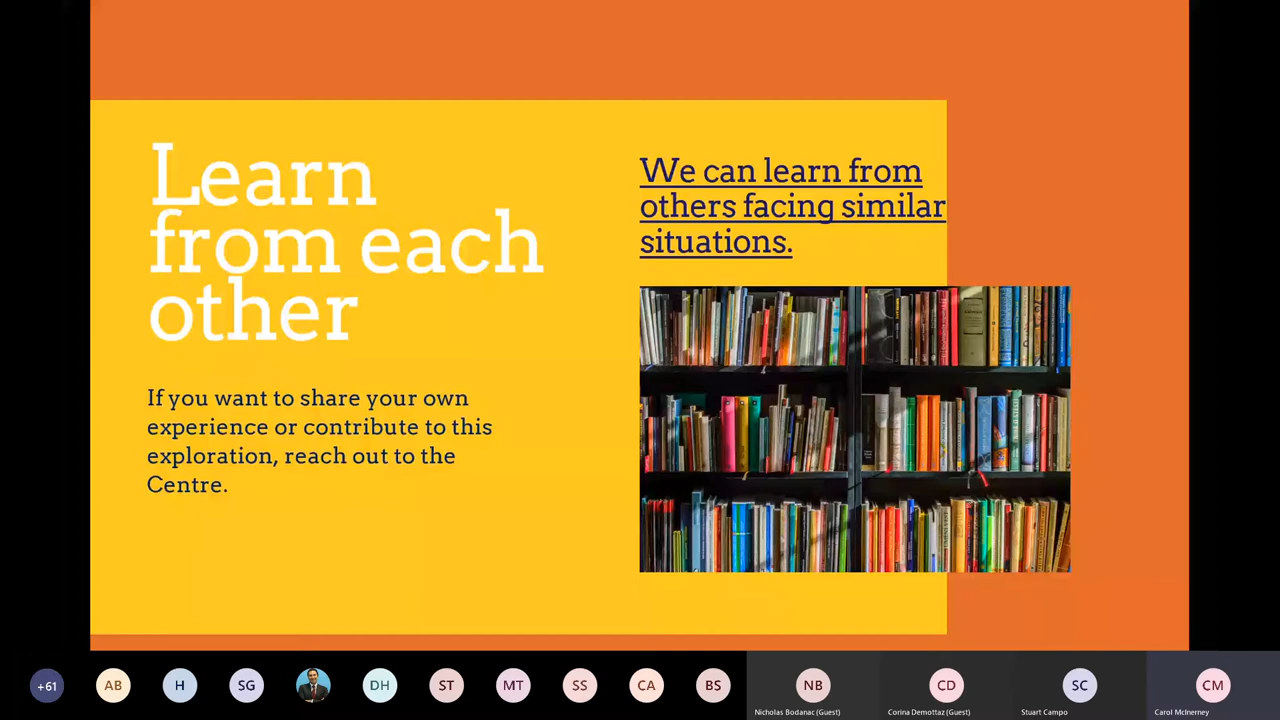 Learn
from each
other
If you want to share your own
experience or contribute to this
exploration, reach out to the
Centre.
We can learn from
others facing similar
situations.
+61
AB
H
SG
DH
ST
MT
SS
CA
BS
NB
CD
SC
CM
Nicholas Bodanac (Guest)
Corina Demottaz (Guest)
Stuart Campo
Carol McInerney